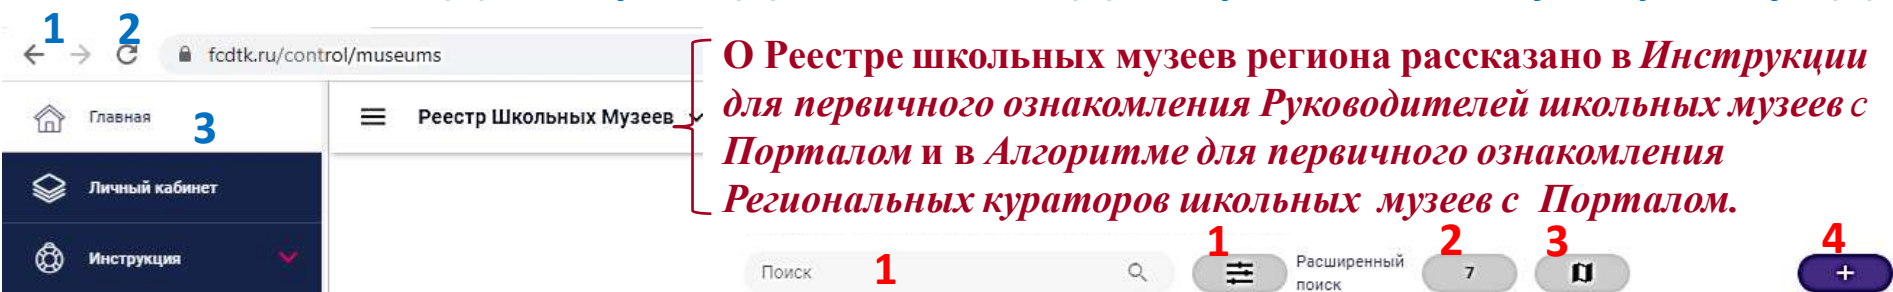 1 2
fcdtk.ru/control/museums
Главная 3
Реестр Школьных Музеев
Личный кабинет
Инструкция
О Реестре школьных музеев региона рассказано в Инструкции
для первичного ознакомления Руководителей школьных музеев с
Порталом и в Алгоритме для первичного ознакомления
Региональных кураторов школьных музеев с Порталом.
1 2 3 4
Поиск 1
Расширенный
поиск
7
+